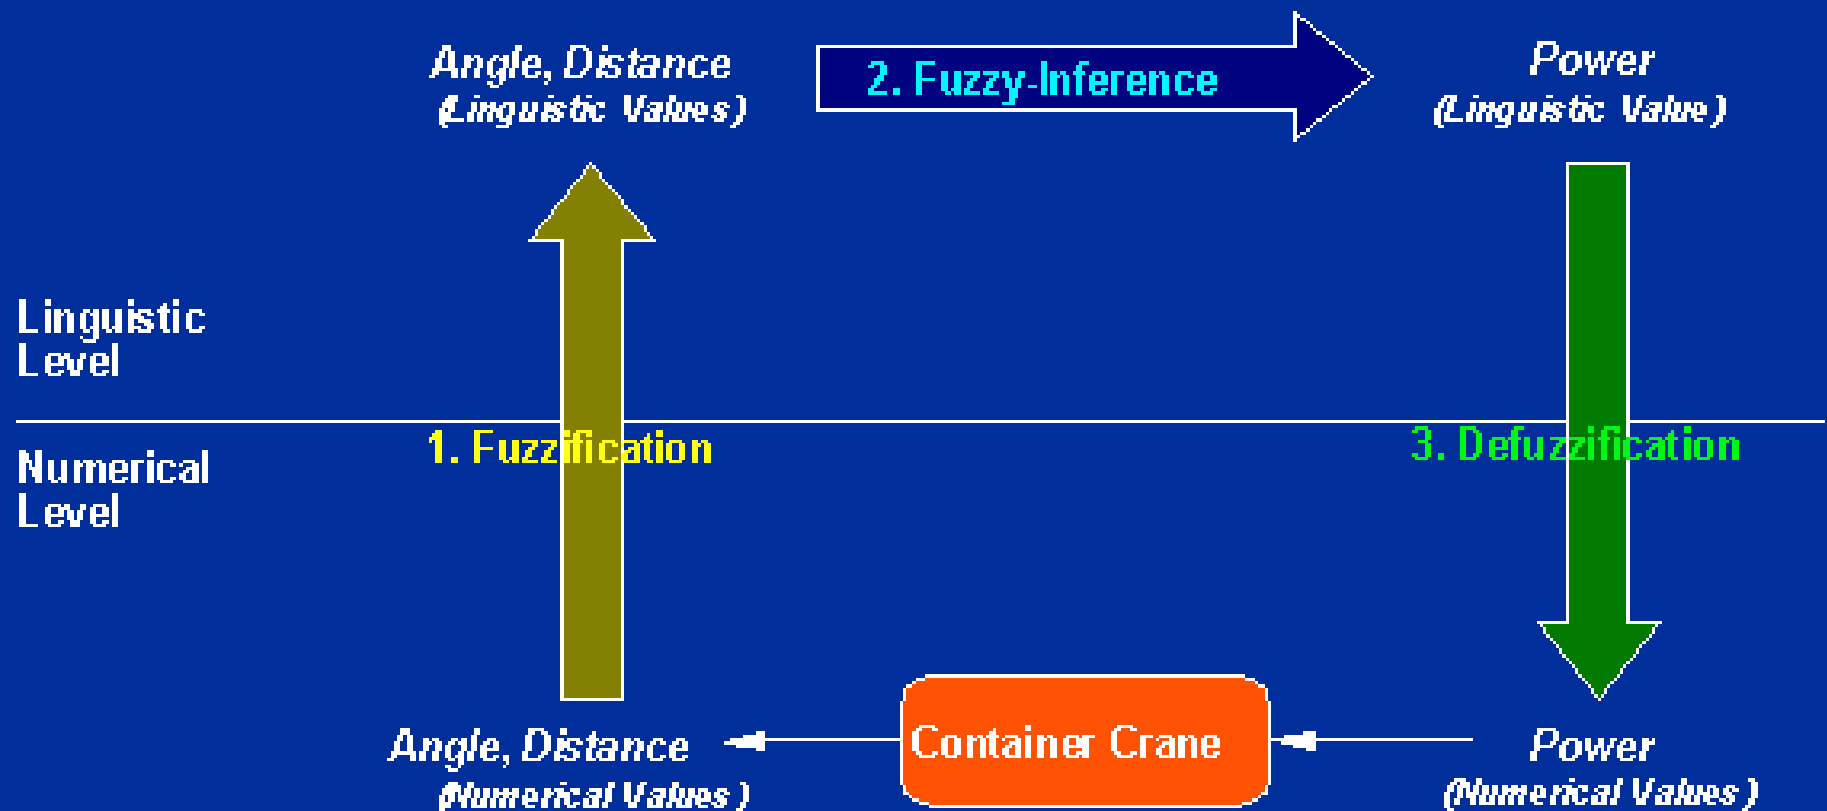 Angle, Distance
(Linguistic Values)
2. Fuzzy-Inference
Power
(Linguistic Value)
Linguistic
Level
1. Fuzzification
3. Defuzzification
Numerical
Level
Angle, Distance
(Numerical Values)
Container Crane
Power
(Numerical Values)